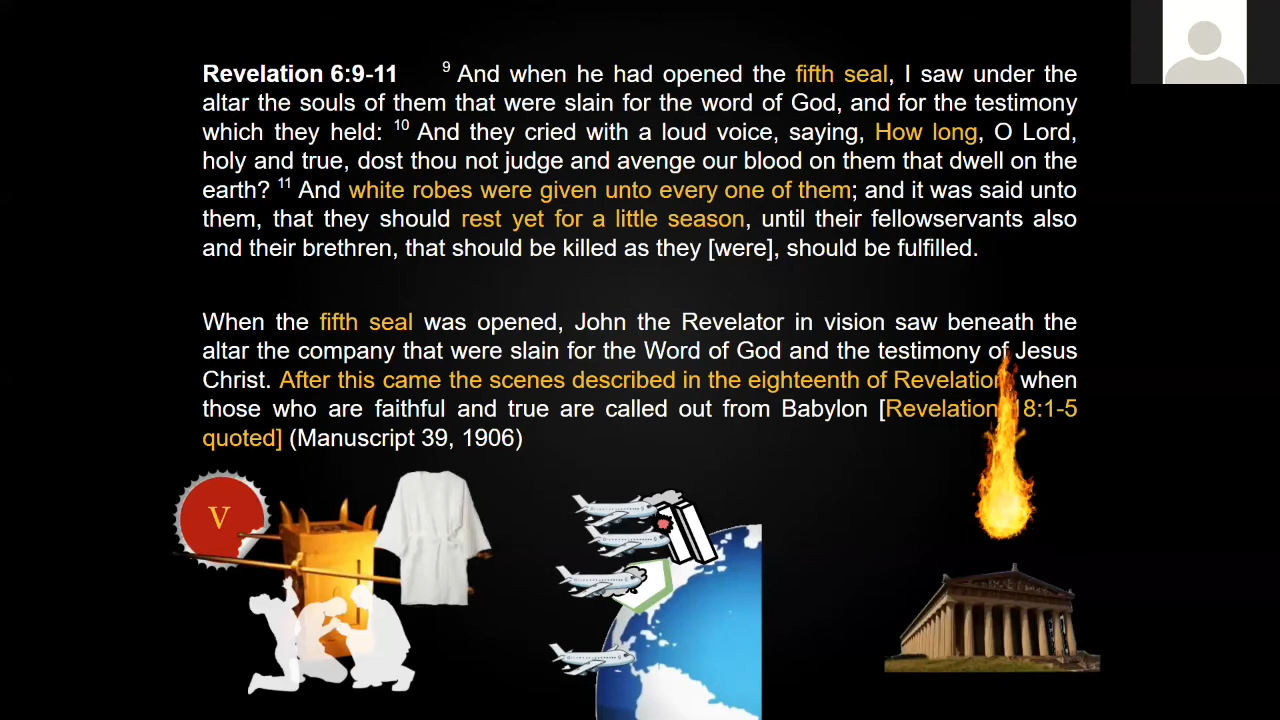 Revelation 6:9-11 9 And when he had opened the fifth seal, I saw under the
altar the souls of them that were slain for the word of God, and for the testimony
which they held: 10 And they cried with a loud voice, saying, How long, O Lord,
holy and true, dost thou not judge and avenge our blood on them that dwell on the
earth? 11 And white robes were given unto every one of them; and it was said unto
them, that they should rest yet for a little season, until their fellowservants also
and their brethren, that should be killed as they [were], should be fulfilled.
When the fifth seal was opened, John the Revelator in vision saw beneath the
altar the company that were slain for the Word of God and the testimony of Jesus
Christ. After this came the scenes described in the eighteenth of Revelation when
those who are faithful and true are called out from Babylon [Revelation 18:1-5
quoted] (Manuscript 39, 1906)
V